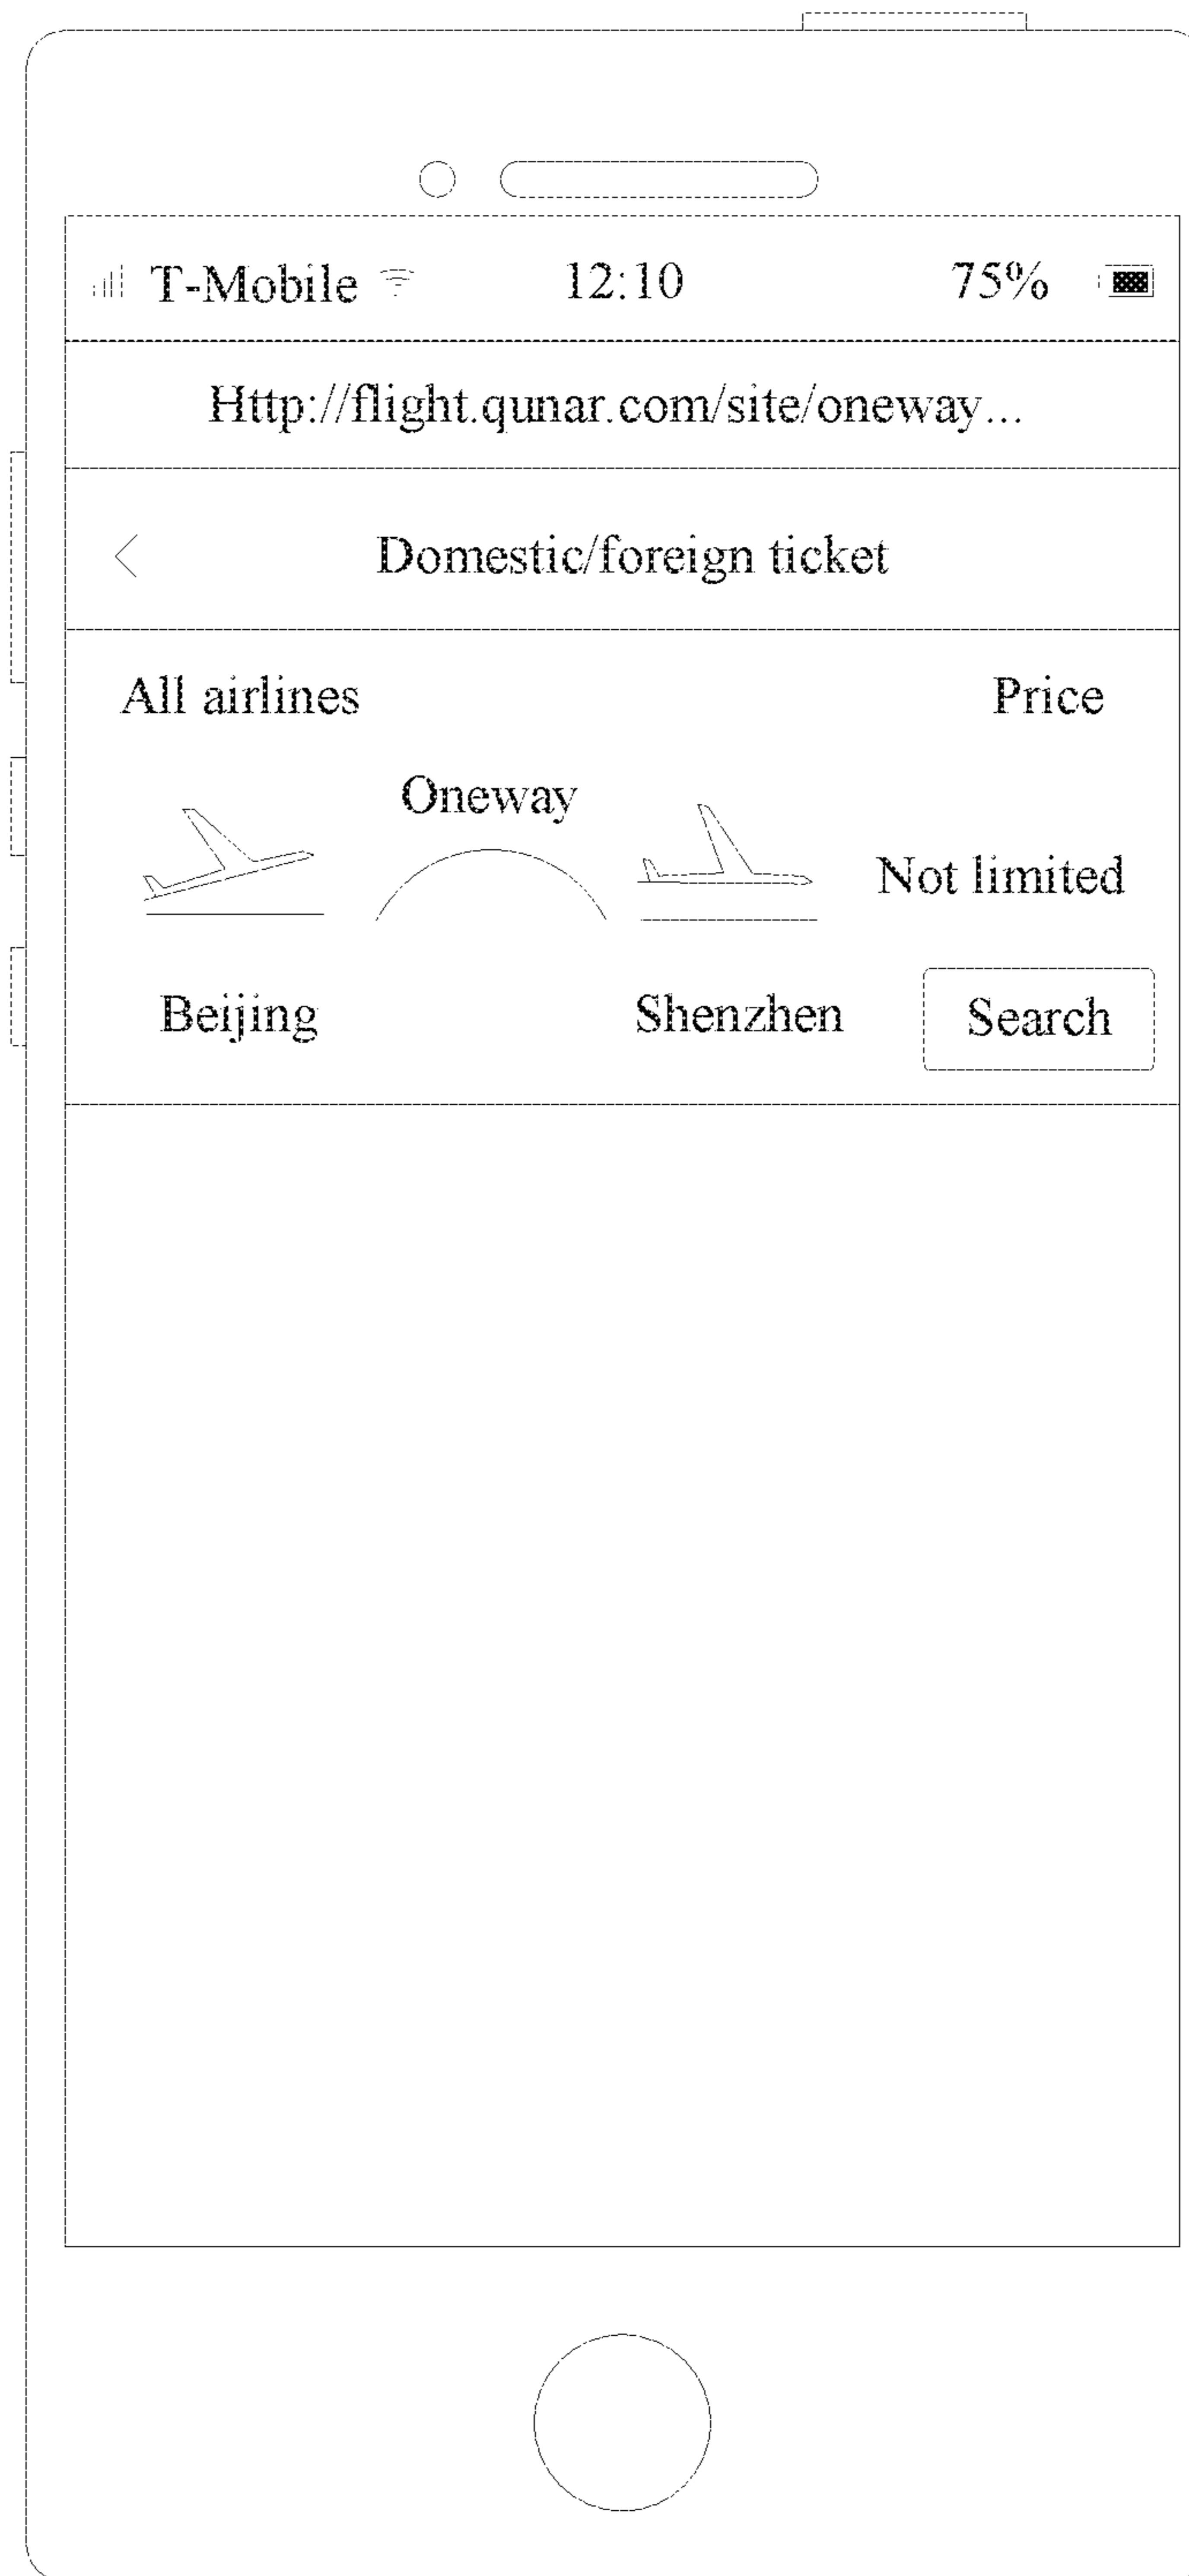 T-Mobile 12:10 75%
Http://flight.qunar.com/site/oneway...
Domestic/foreign ticket
All airlines Price
Oneway
Not limited
Beijing Shenzhen Search